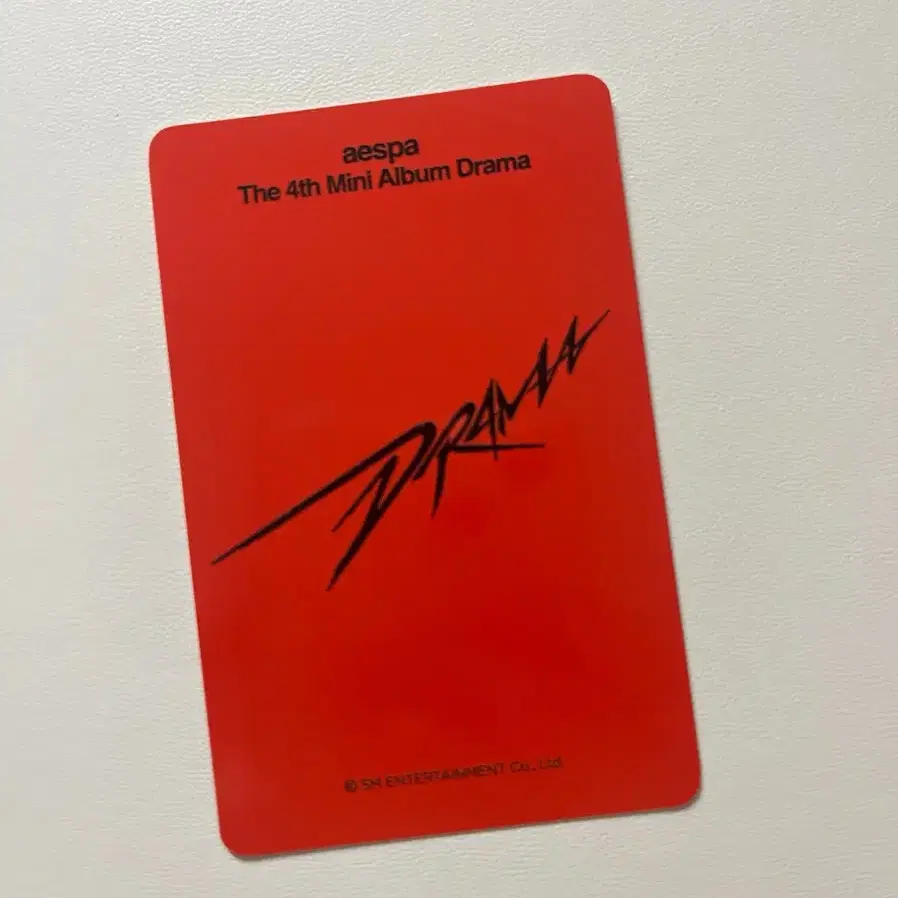 aespa
The 4th Mini Album Drama
DRAMA
© SM ENTERTAINMENT Co., Ltd.